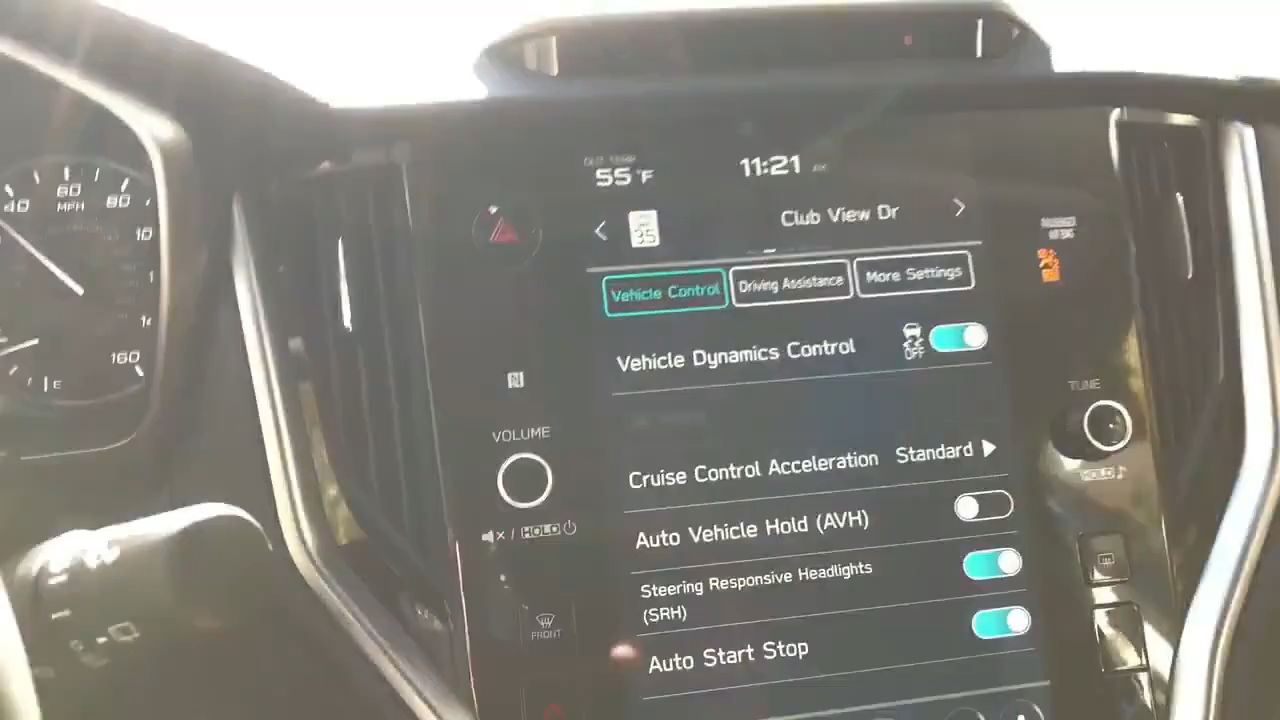 OUT TEMP
55 °F
11:21
Club View Dr
35
Vehicle Control
Driving Assistance
More Settings
Vehicle Dynamics Control
OFF
Cruise Control Acceleration
Standard
Auto Vehicle Hold (AVH)
Steering Responsive Headlights
(SRH)
Auto Start Stop
40
60
80
MPH
160
E
VOLUME
/ HOLD
FRONT
TUNE
HOLD